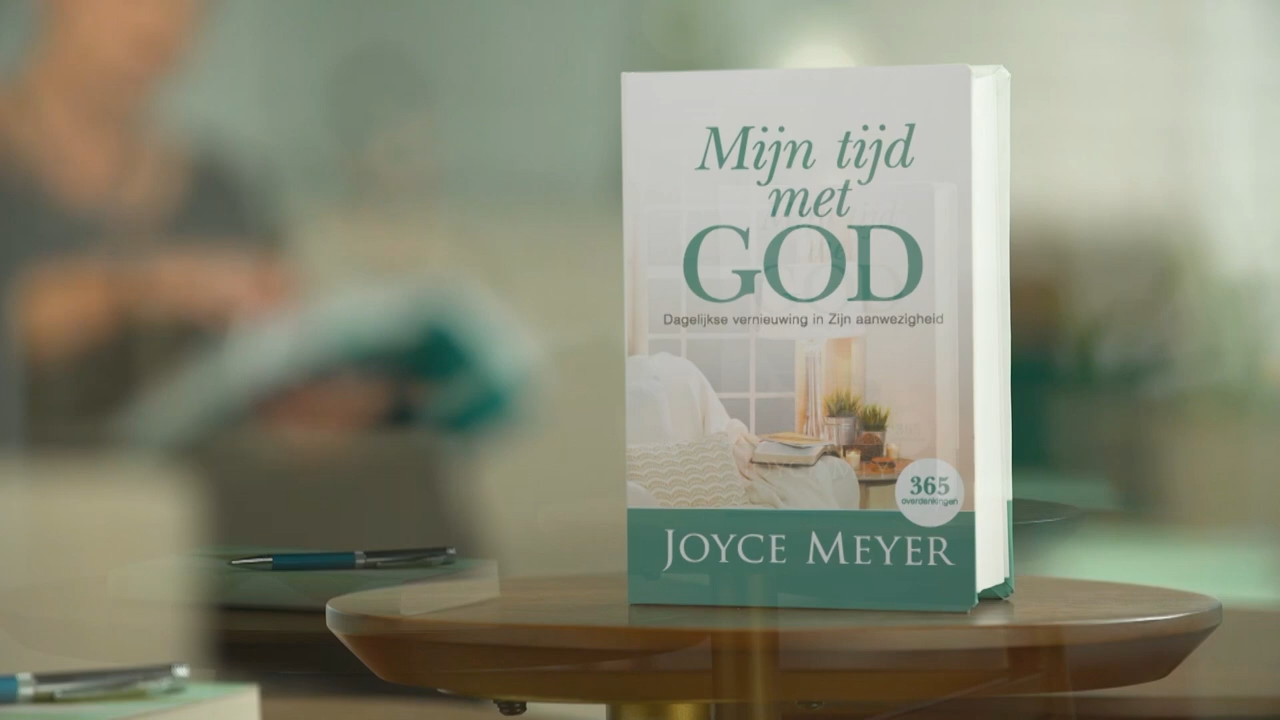 Mijn tijd
met
GOD
Dagelijkse vernieuwing in Zijn aanwezigheid
365
overdenkingen
JOYCE MEYER